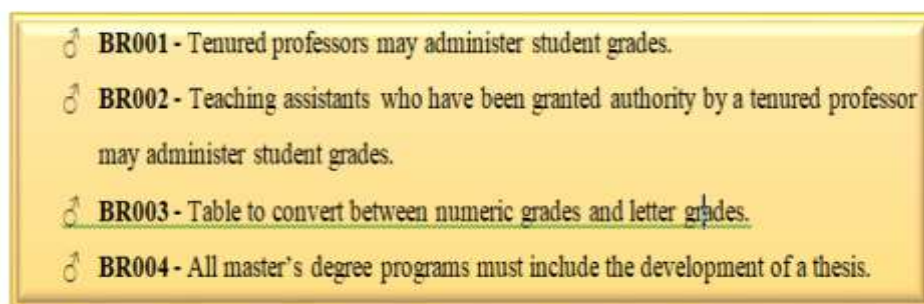 ♂ BR001 - Tenured professors may administer student grades.
♂ BR002 - Teaching assistants who have been granted authority by a tenured professor
may administer student grades.
♂ BR003 - Table to convert between numeric grades and letter grades.
♂ BR004 - All master's degree programs must include the development of a thesis.